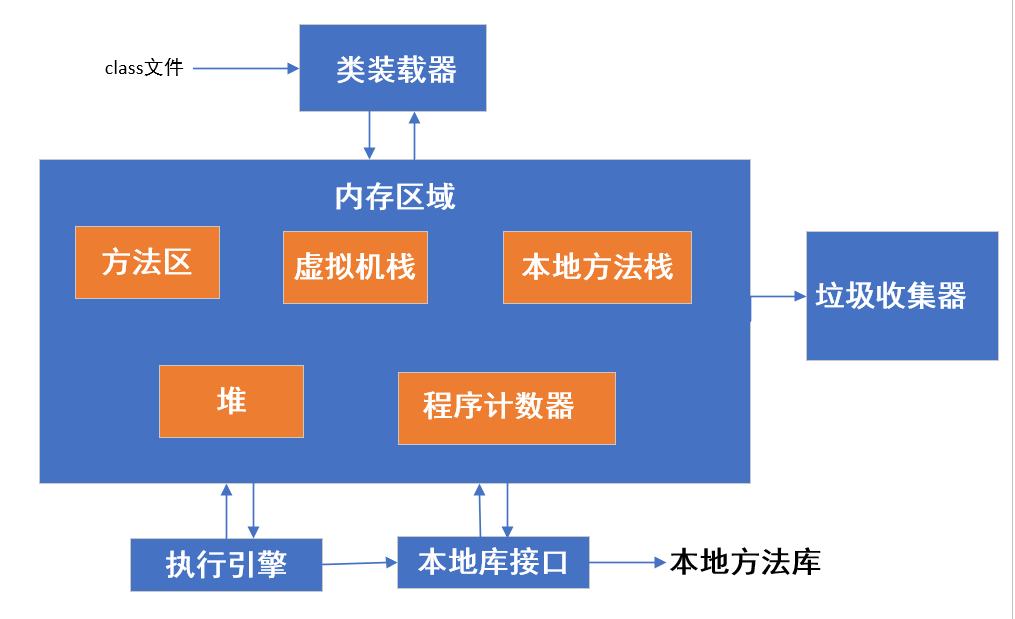 类装载器
class文件
内存区域
方法区
虚拟机栈
本地方法栈
垃圾收集器
堆
程序计数器
执行引擎
本地库接口
本地方法库